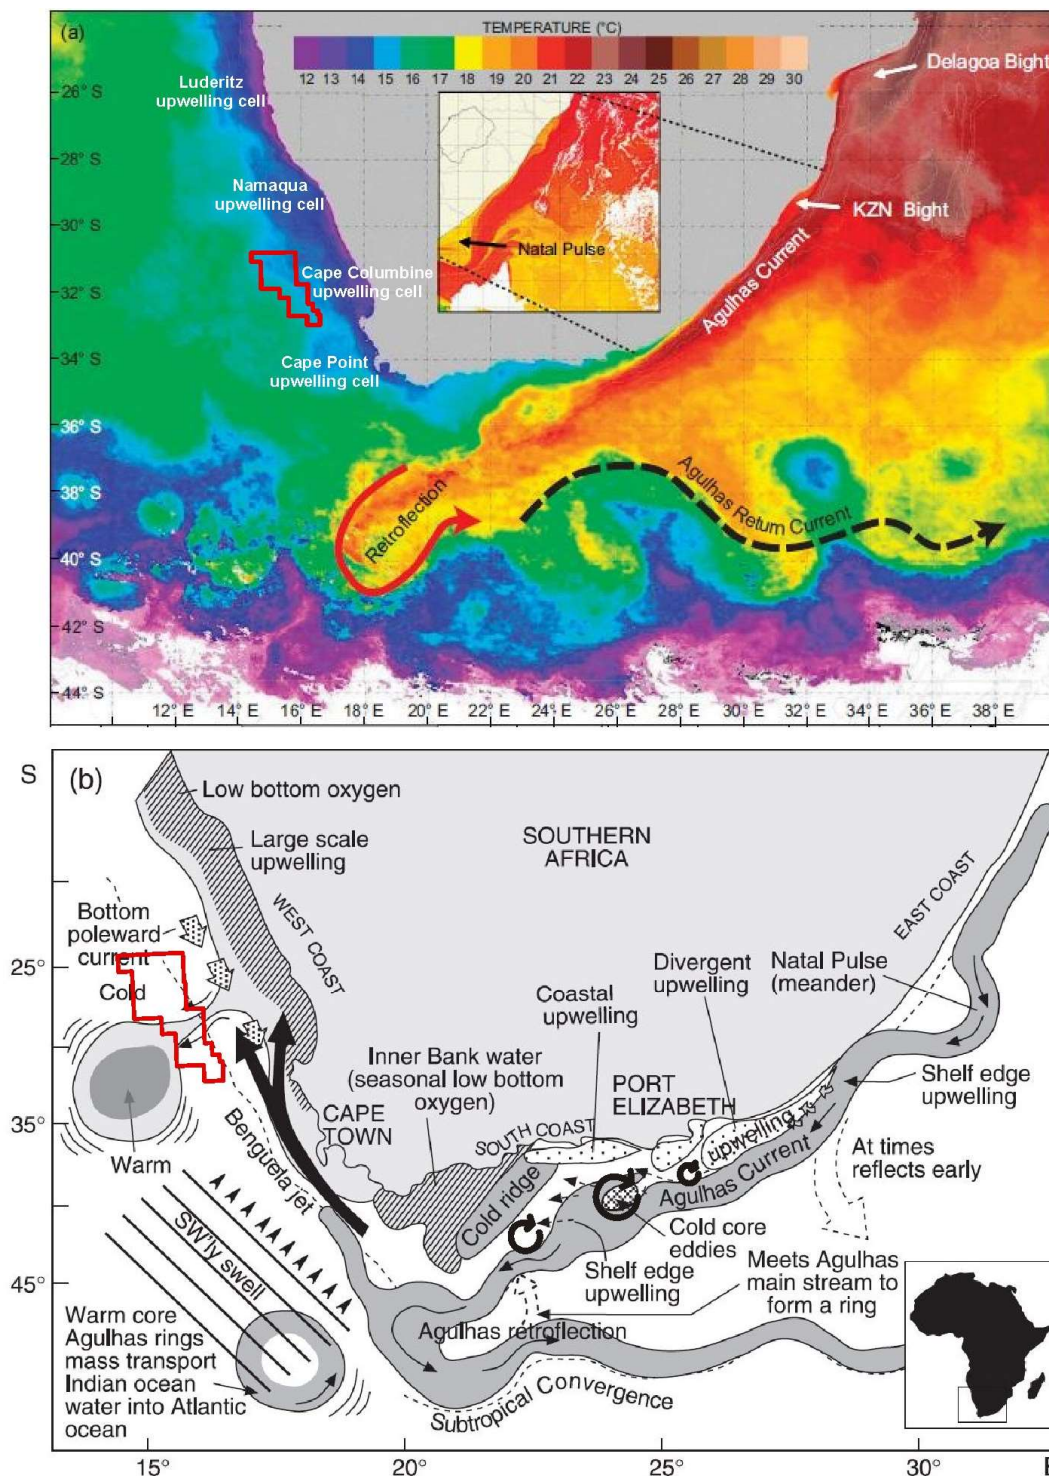 (a)
TEMPERATURE (°C)
12 13 14 15 16 17 18 19 20 21 22 23 24 25 26 27 28 29 30
Delagoa Bight
Luderitz
upwelling cell
26° S
28° S
Namaqua
upwelling cell
KZN Bight
30° S
Natal Pulse
Agulhas Current
Cape Columbine
upwelling cell
32° S
34° S
Cape Point
upwelling cell
36° S
38° S
Retroflection
Agulhas Return Current
40° S
42° S
44° S
12° E 14° E 16° E 18° E 20° E 22° E 24° E 26° E 28° E 30° E 32° E 34° E 36° E 38° E
S
(b)
Low bottom oxygen
Large scale
upwelling
SOUTHERN
AFRICA
WEST COAST
EAST COAST
Bottom
poleward
current
25°
Cold
Divergent
upwelling
Natal Pulse
(meander)
Coastal
upwelling
Inner Bank water
(seasonal low bottom
oxygen)
PORT
ELIZABETH
Shelf edge
upwelling
35°
CAPE
TOWN
SOUTH COAST
upwelling
Warm
Benguela jet
At times
reflects early
Agulhas Current
Cold ridge
Cold core
eddies
SW'ly swell
Shelf edge
upwelling
Meets Agulhas
main stream to
form a ring
45°
Warm core
Agulhas rings
mass transport
Indian ocean
water into Atlantic
ocean
Agulhas retroflection
Subtropical Convergence
15° 20° 25° 30° E